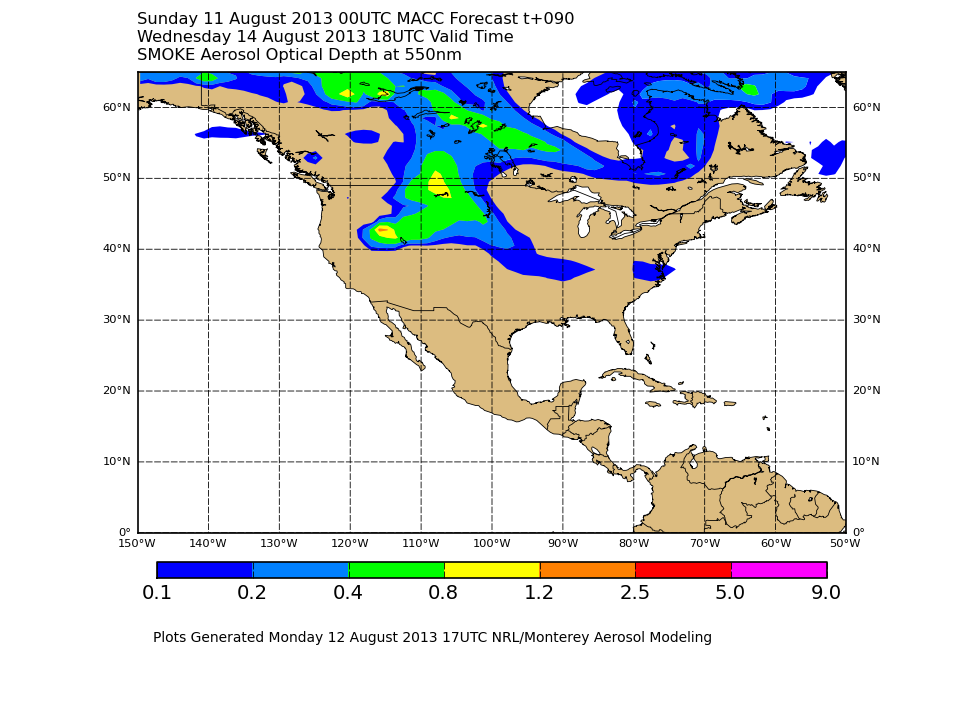 Sunday 11 August 2013 00UTC MACC Forecast t+090
Wednesday 14 August 2013 18UTC Valid Time
SMOKE Aerosol Optical Depth at 550nm
60°N 60°N
50°N 50°N
40°N 40°N
30°N 30°N
20°N 20°N
10°N 10°N
0° 0°
150°W 140°W 130°W 120°W 110°W 100°W 90°W 80°W 70°W 60°W 50°W
0.1 0.2 0.4 0.8 1.2 2.5 5.0 9.0
Plots Generated Monday 12 August 2013 17UTC NRL/Monterey Aerosol Modeling